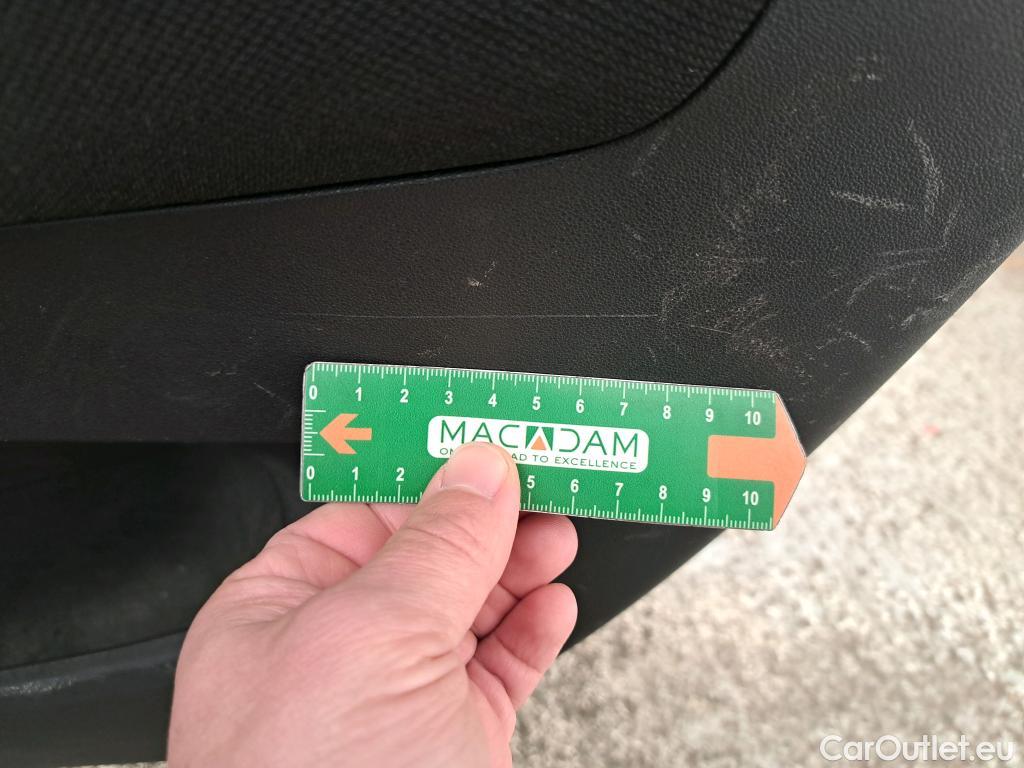 0 1 2 3 4 5 6 7 8 9 10
MACADAM
ON AD TO EXCELLENCE
0 1 2 5 6 7 8 9 10
CarOutlet.eu